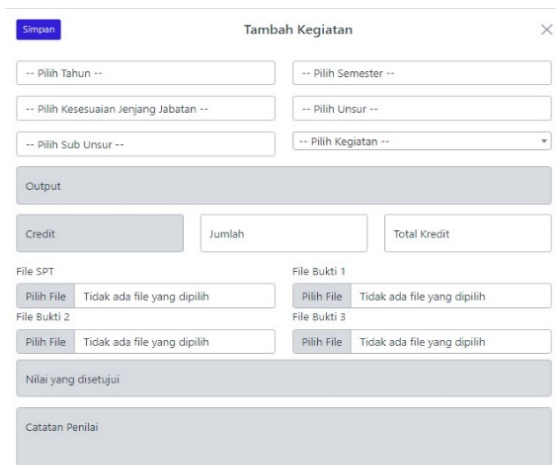 Simpan Tambah Kegiatan
-- Pilih Tahun -- -- Pilih Semester --
-- Pilih Kesesuaian Jenjang Jabatan -- -- Pilih Unsur --
-- Pilih Sub Unsur -- -- Pilih Kegiatan --
Output
Credit Jumlah Total Kredit
File SPT File Bukti 1
Pilih File Tidak ada file yang dipilih Pilih File Tidak ada file yang dipilih
File Bukti 2 File Bukti 3
Pilih File Tidak ada file yang dipilih Pilih File Tidak ada file yang dipilih
Nilai yang disetujui
Catatan Penilai